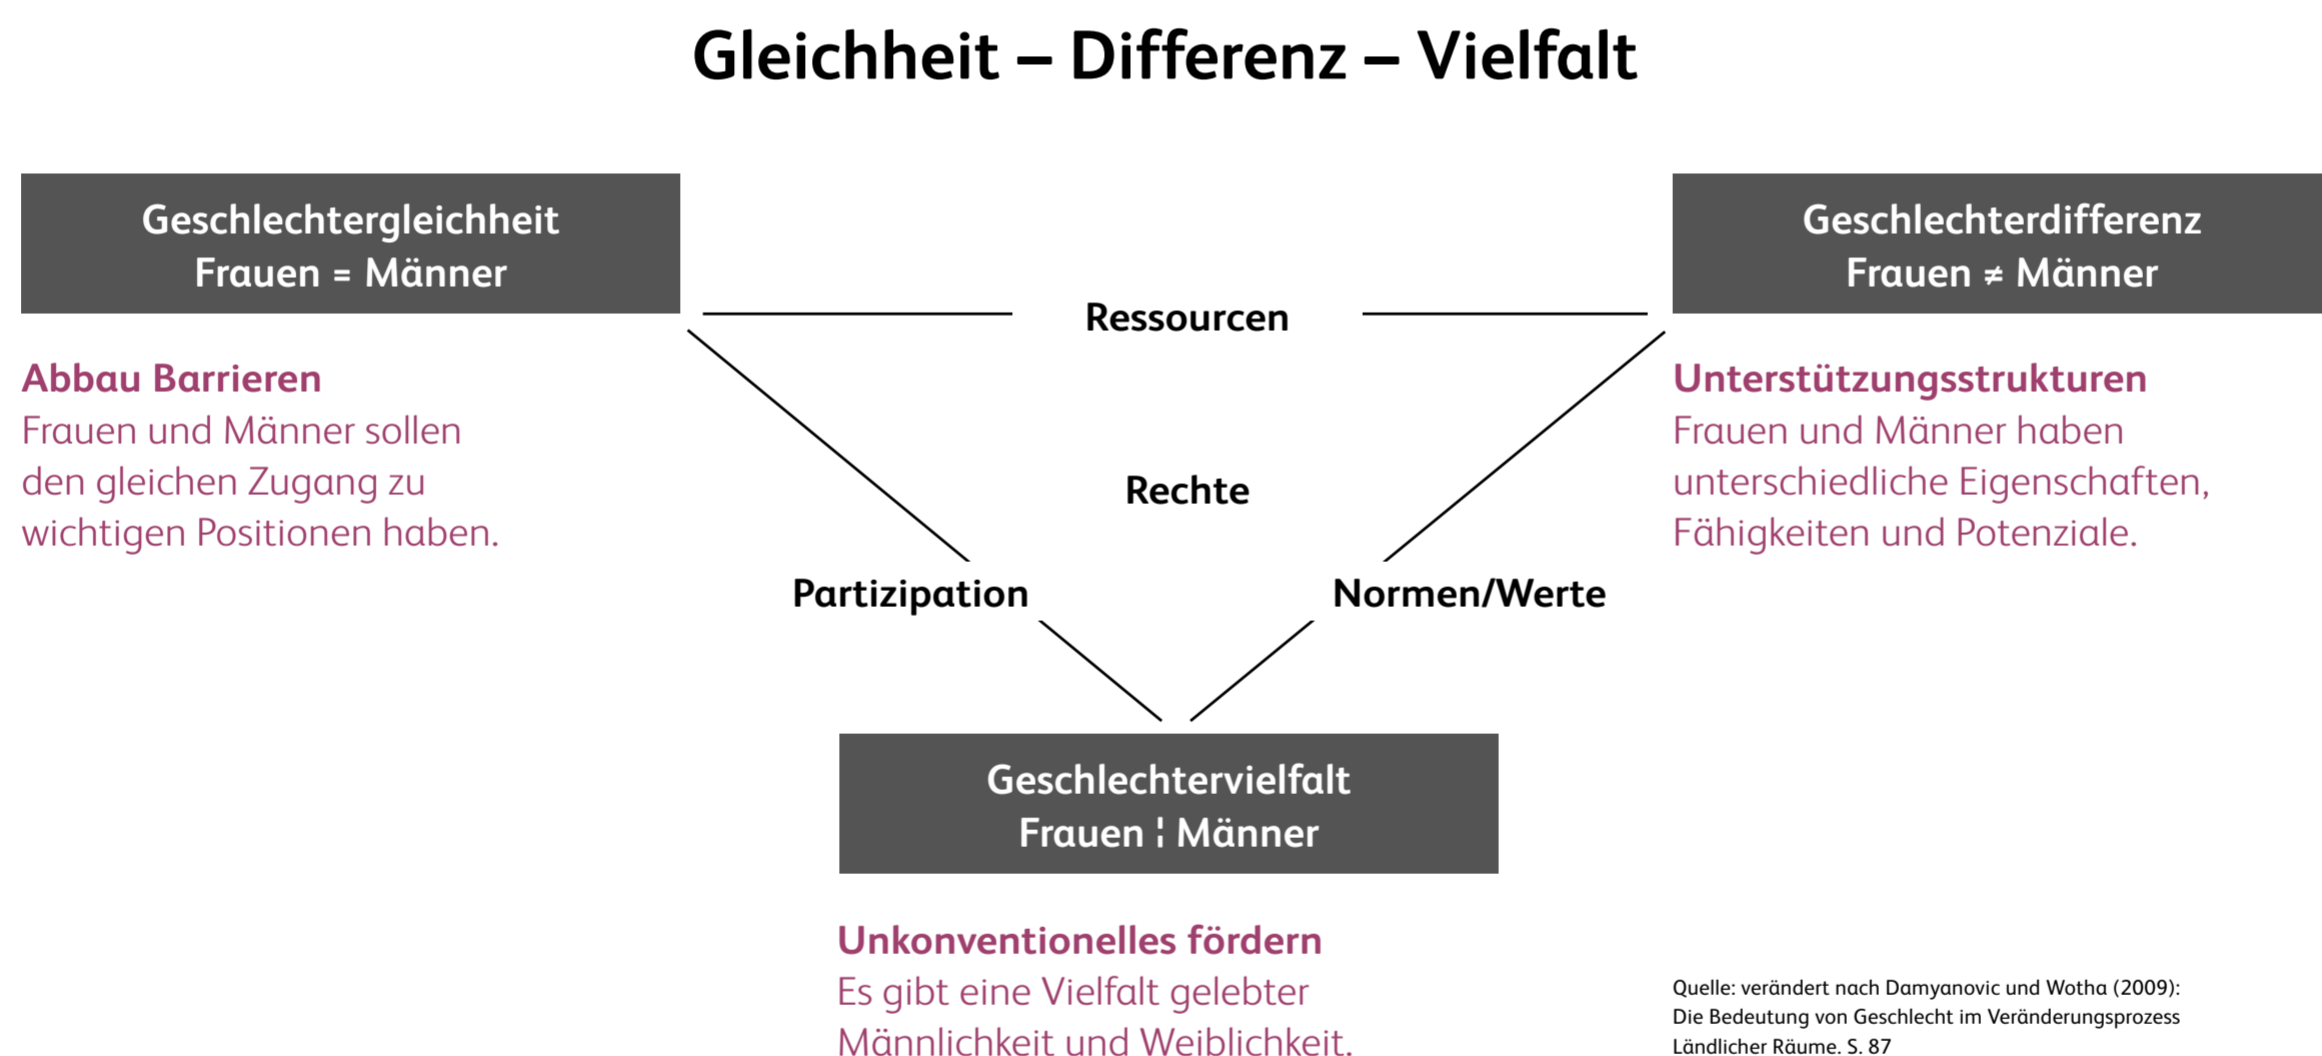 Gleichheit – Differenz – Vielfalt
Geschlechtergleichheit
Frauen = Männer
Abbau Barrieren
Frauen und Männer sollen
den gleichen Zugang zu
wichtigen Positionen haben.
Geschlechterdifferenz
Frauen ≠ Männer
Unterstützungsstrukturen
Frauen und Männer haben
unterschiedliche Eigenschaften,
Fähigkeiten und Potenziale.
Ressourcen
Rechte
Partizipation
Normen/Werte
Geschlechtervielfalt
Frauen ¦ Männer
Unkonventionelles fördern
Es gibt eine Vielfalt gelebter
Männlichkeit und Weiblichkeit.
Quelle: verändert nach Damyanovic und Wotha (2009):
Die Bedeutung von Geschlecht im Veränderungsprozess
Ländlicher Räume. S. 87